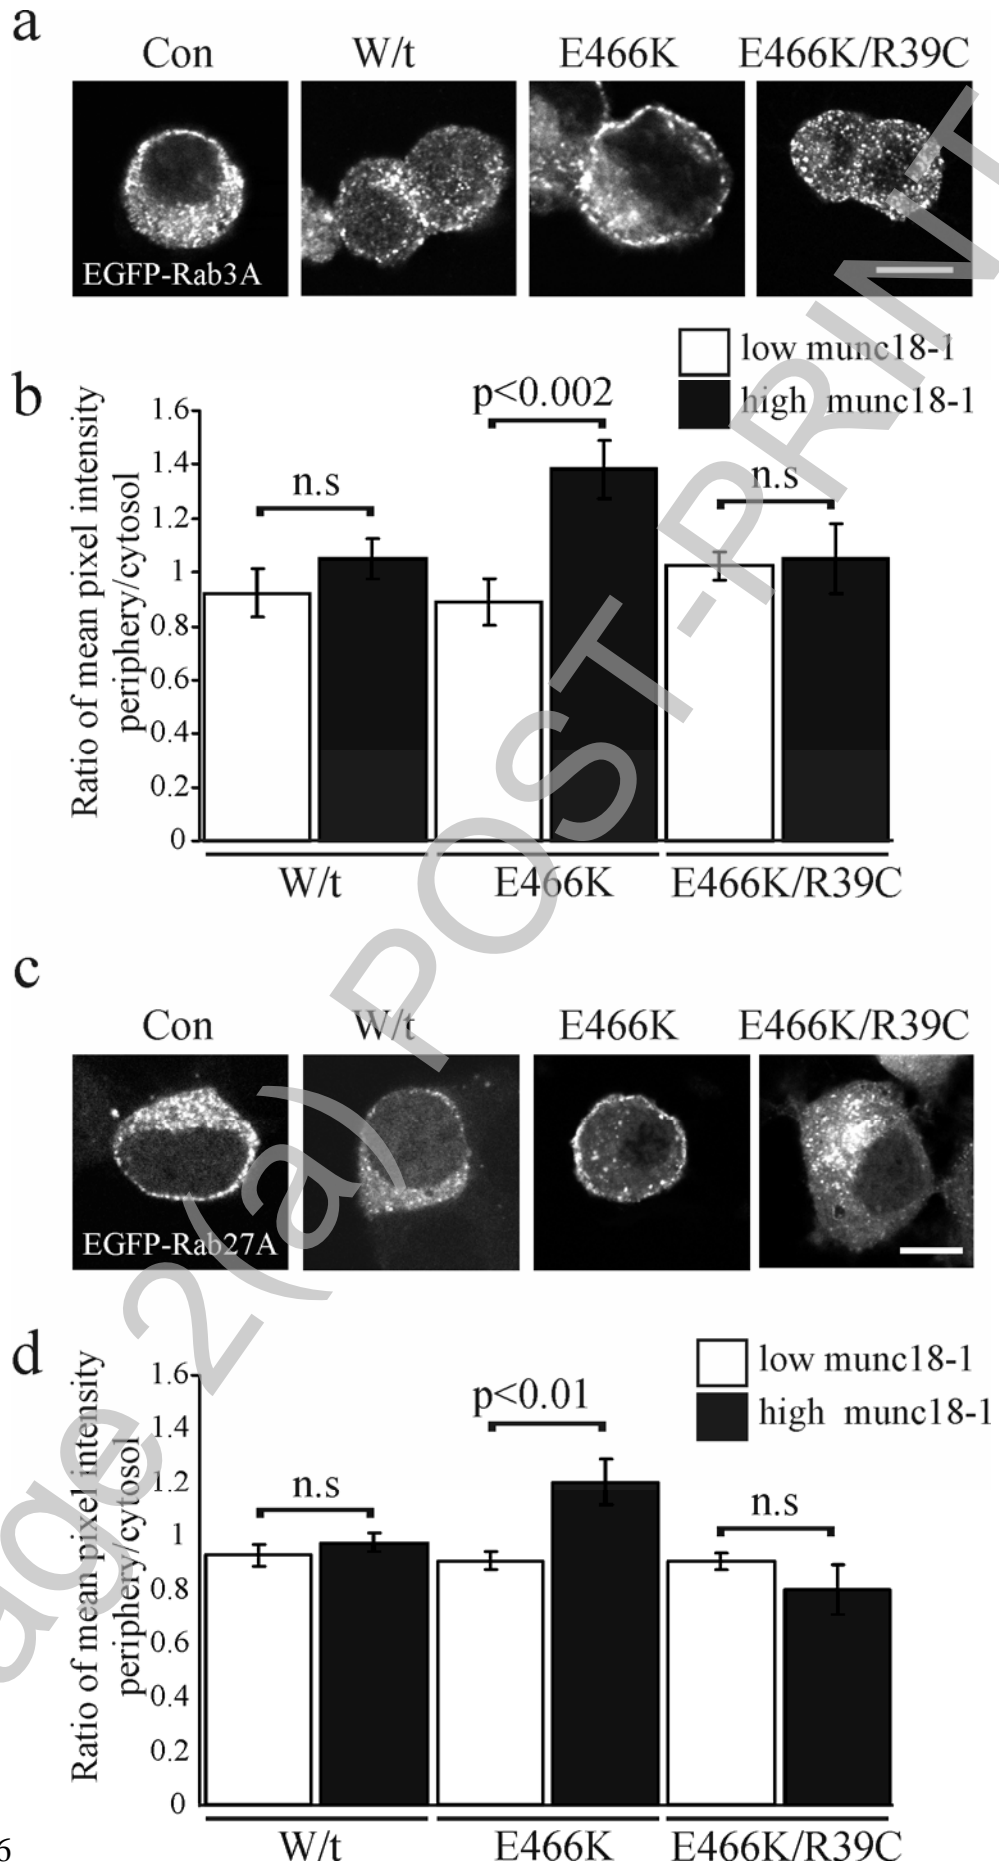 a
Con W/t E466K E466K/R39C
EGFP-Rab3A
b
low munc18-1
high munc18-1
Ratio of mean pixel intensity
periphery/cytosol
1.6
1.4
1.2
1
0.8
0.6
0.4
0.2
0
n.s
p<0.002
n.s
W/t E466K E466K/R39C
c
Con W/t E466K E466K/R39C
EGFP-Rab27A
d
low munc18-1
high munc18-1
Ratio of mean pixel intensity
periphery/cytosol
1.6
1.4
1.2
1
0.8
0.6
0.4
0.2
0
n.s
p<0.01
n.s
W/t E466K E466K/R39C
6
age 2(a) POST-PRINT